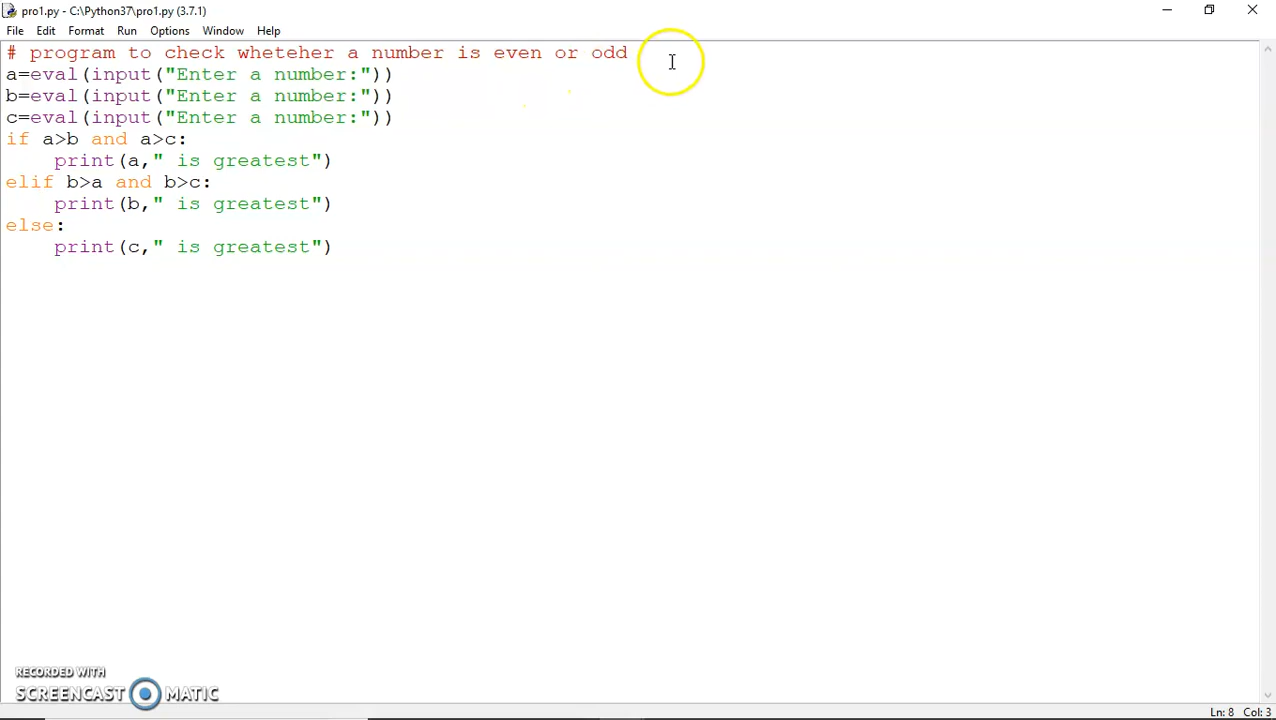 pro1.py - C:\Python37\pro1.py (3.7.1)
File Edit Format Run Options Window Help
# program to check wheteher a number is even or odd
a=eval(input("Enter a number:"))
b=eval(input("Enter a number:"))
c=eval(input("Enter a number:"))
if a>b and a>c:
    print(a," is greatest")
elif b>a and b>c:
    print(b," is greatest")
else:
    print(c," is greatest")
RECORDED WITH
SCREENCAST MATIC
Ln: 8 Col: 3